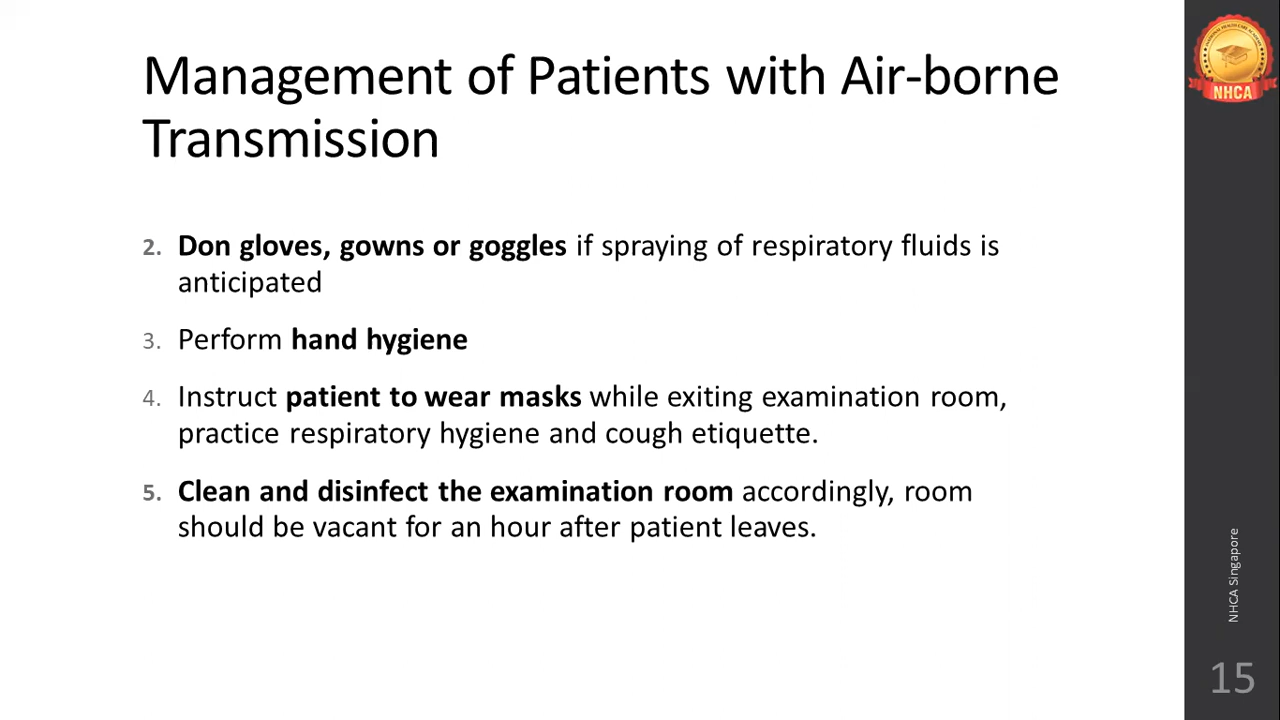 Management of Patients with Air-borne
Transmission
2. Don gloves, gowns or goggles if spraying of respiratory fluids is
anticipated
3. Perform hand hygiene
4. Instruct patient to wear masks while exiting examination room,
practice respiratory hygiene and cough etiquette.
5. Clean and disinfect the examination room accordingly, room
should be vacant for an hour after patient leaves.
NHCA
NHCA Singapore
15